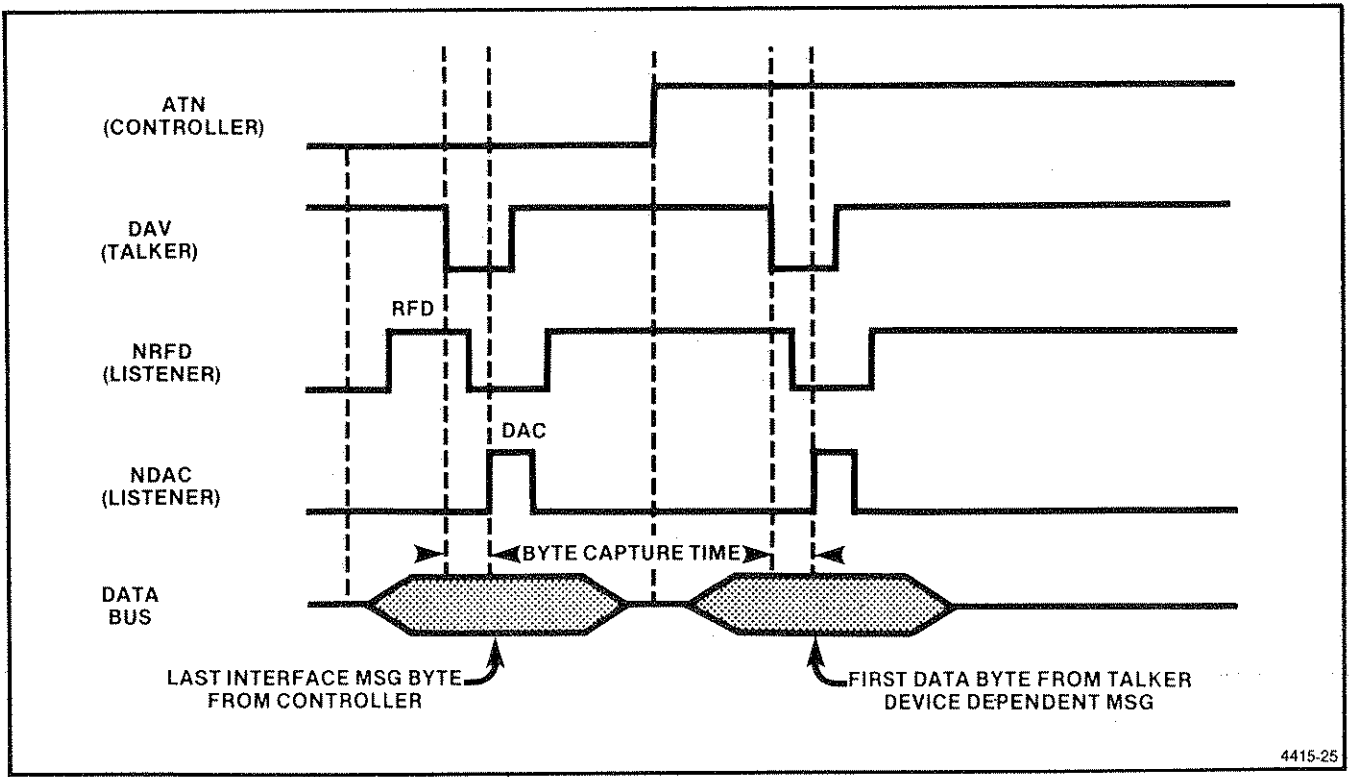 ATN
(CONTROLLER)
DAV
(TALKER)
RFD
NRFD
(LISTENER)
DAC
NDAC
(LISTENER)
BYTE CAPTURE TIME
DATA
BUS
LAST INTERFACE MSG BYTE
FROM CONTROLLER
FIRST DATA BYTE FROM TALKER
DEVICE DEPENDENT MSG
4415-25